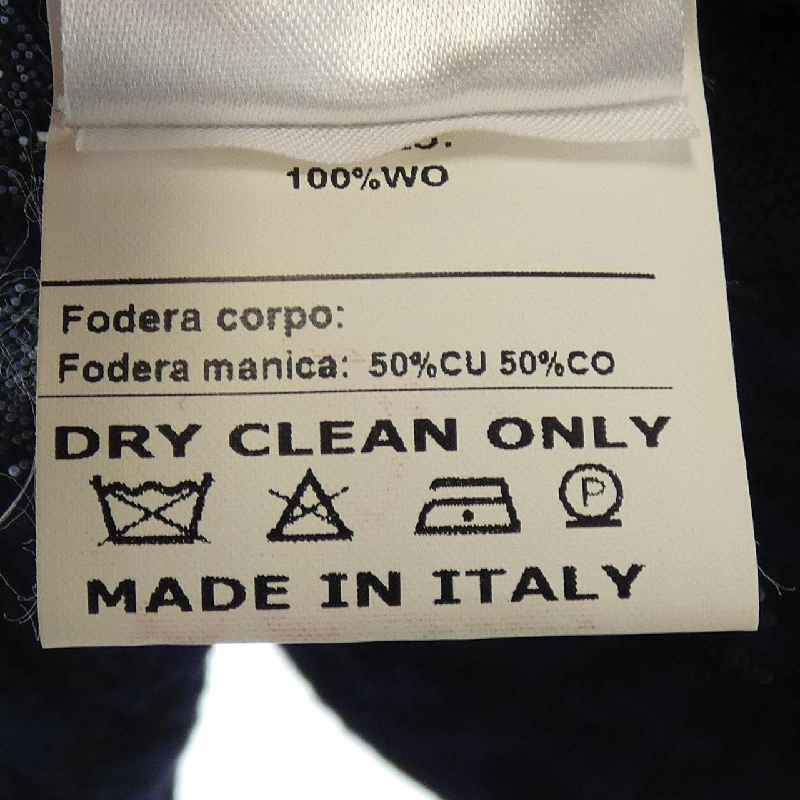 100%WO
Fodera corpo:
Fodera manica: 50%CU 50%CO
DRY CLEAN ONLY
P
MADE IN ITALY